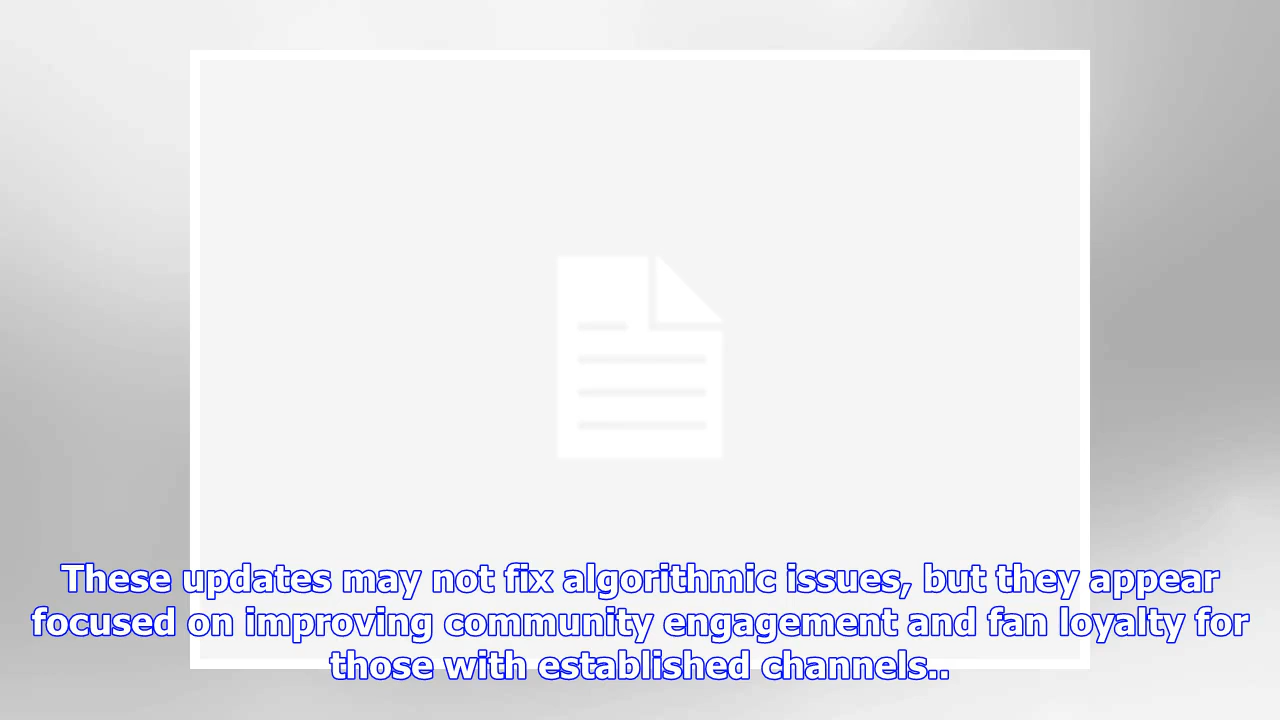 These updates may not fix algorithmic issues, but they appear
focused on improving community engagement and fan loyalty for
those with established channels..